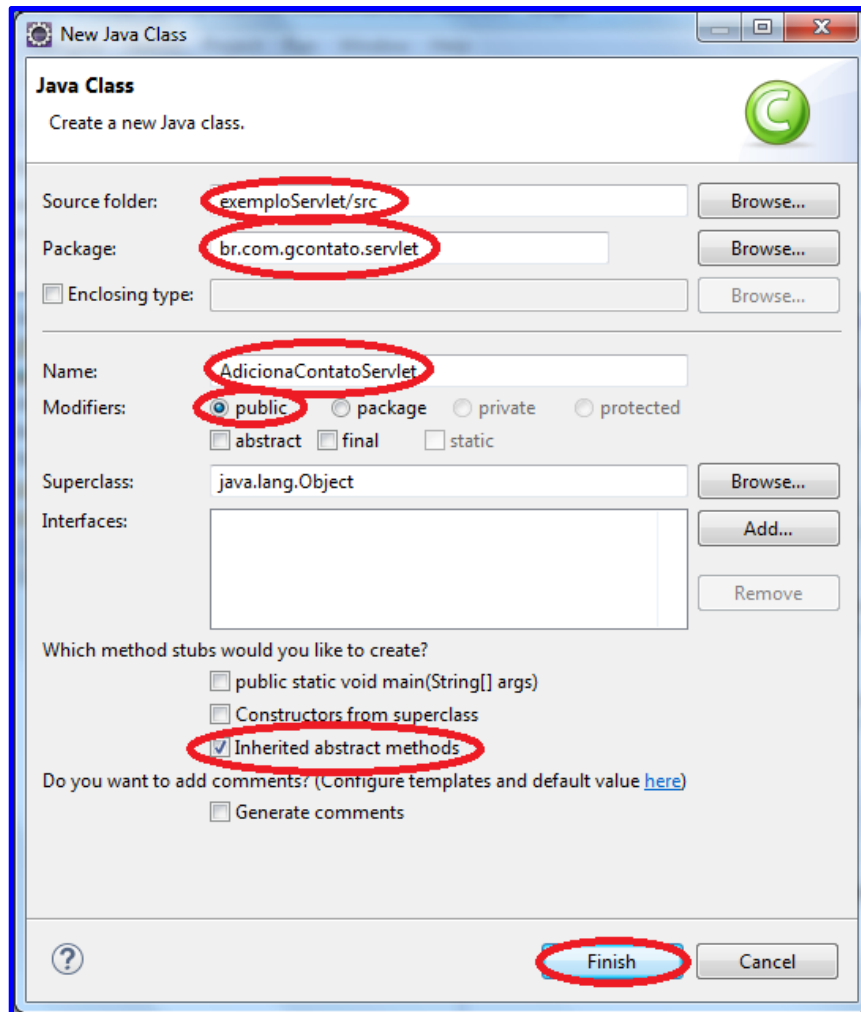 New Java Class
Java Class
Create a new Java class.
Source folder: exemploServlet/src Browse...
Package: br.com.gcontato.servlet Browse...
Enclosing type: Browse...
Name: AdicionaContatoServlet
Modifiers: public package private protected
abstract final static
Superclass: java.lang.Object Browse...
Interfaces: Add...
Remove
Which method stubs would you like to create?
public static void main(String[] args)
Constructors from superclass
Inherited abstract methods
Do you want to add comments? (Configure templates and default value here)
Generate comments
? Finish Cancel